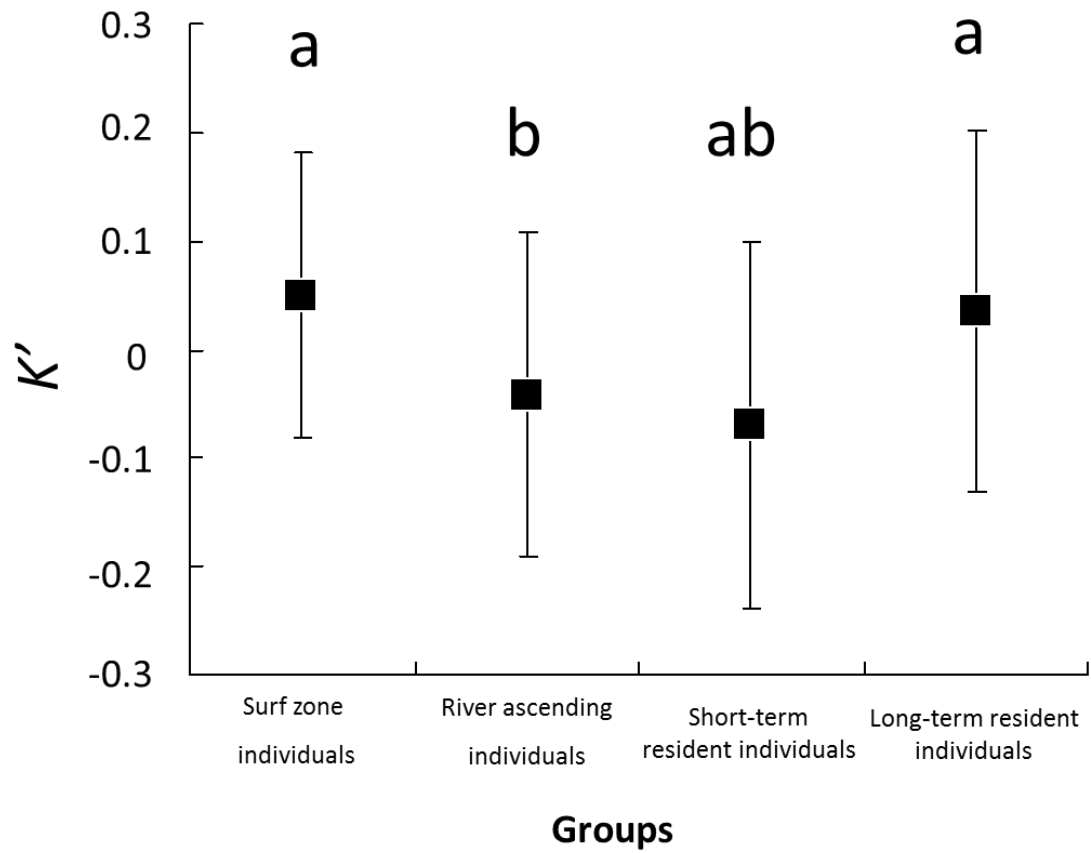 0.3
0.2
0.1
0
-0.1
-0.2
-0.3
K′
a
b
ab
a
Surf zone
individuals
River ascending
individuals
Short-term
resident individuals
Long-term resident
individuals
Groups